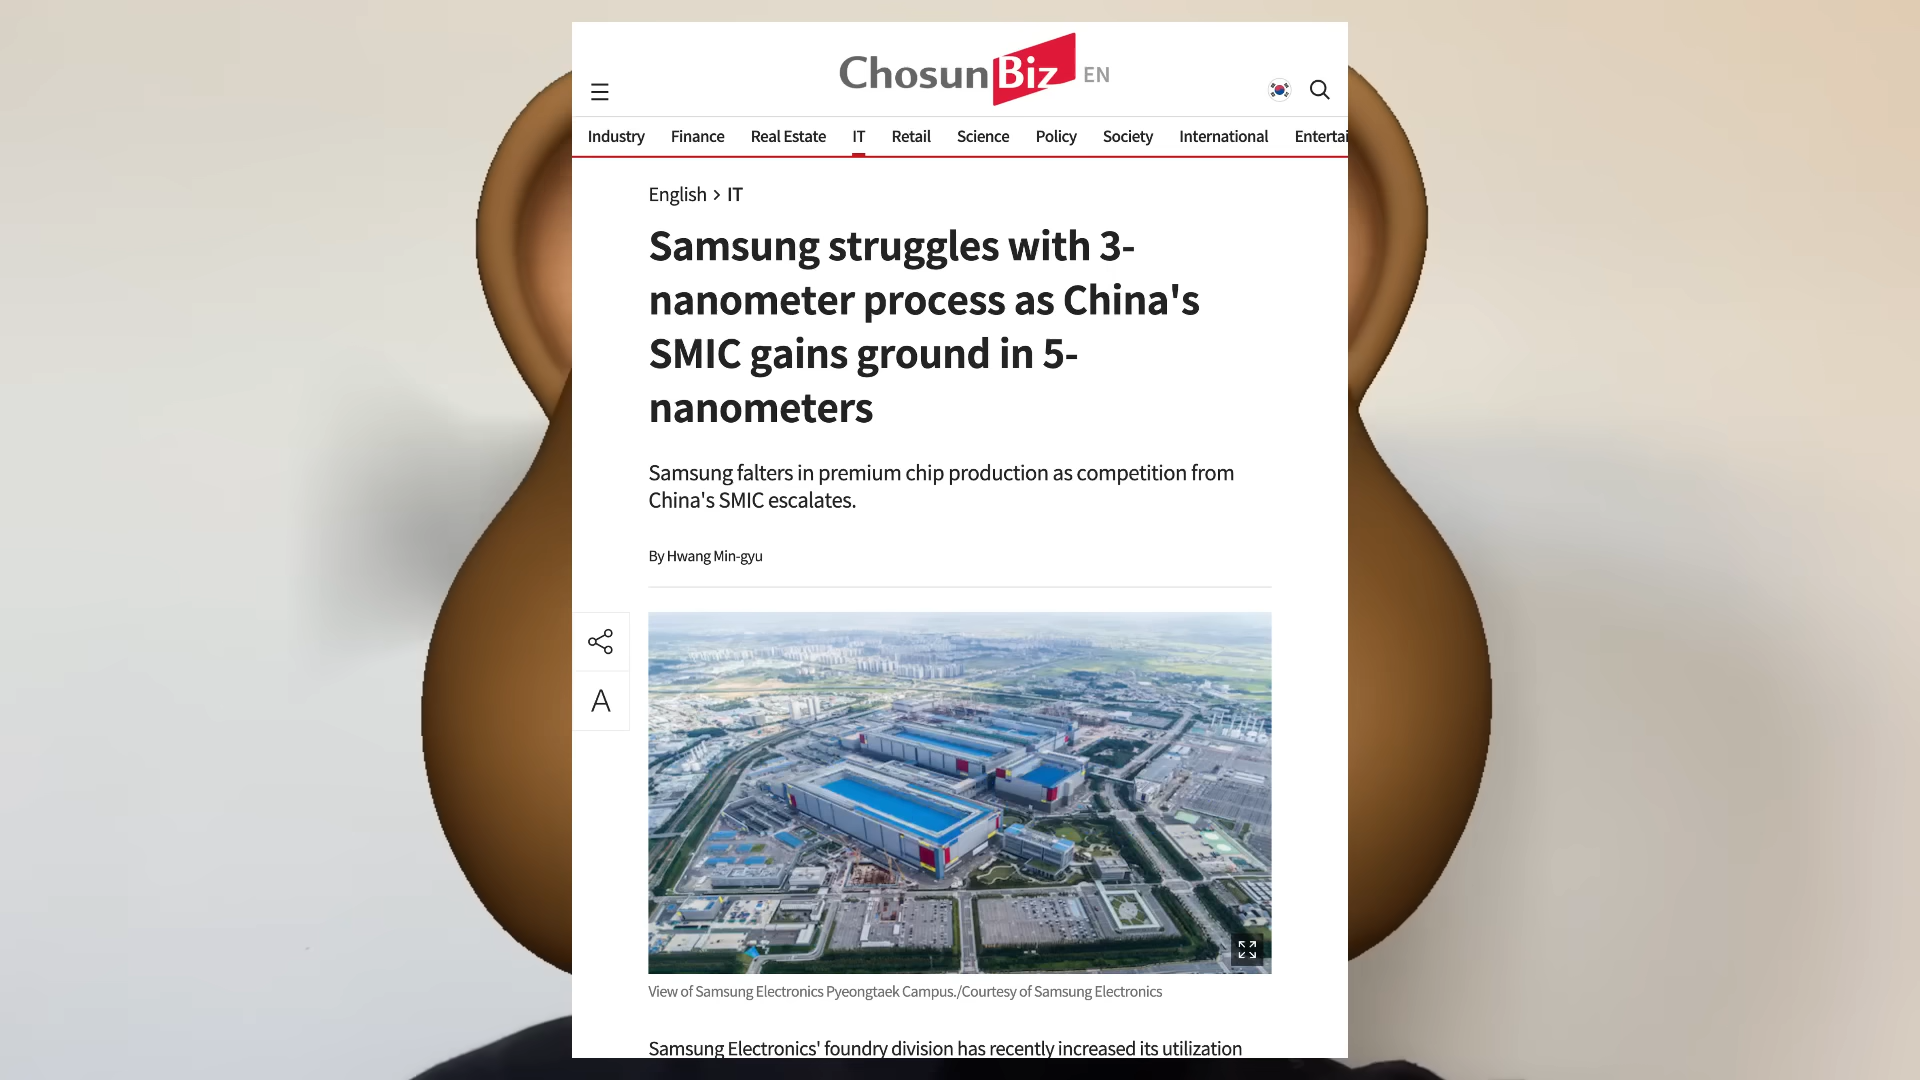 ChosunBiz EN
Industry Finance Real Estate IT Retail Science Policy Society International Entertai
English > IT
Samsung struggles with 3-
nanometer process as China's
SMIC gains ground in 5-
nanometers
Samsung falters in premium chip production as competition from
China's SMIC escalates.
By Hwang Min-gyu
A
View of Samsung Electronics Pyeongtaek Campus./Courtesy of Samsung Electronics
Samsung Electronics' foundry division has recently increased its utilization